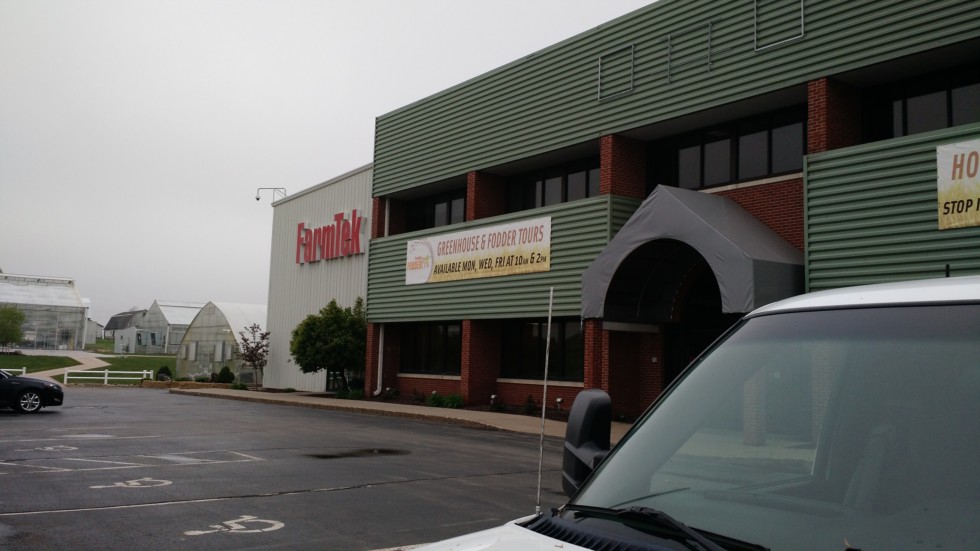 FarmTek
GREENHOUSE & FODDER TOURS
AVAILABLE MON, WED, FRI AT 10AM & 2PM
HO
STOP I